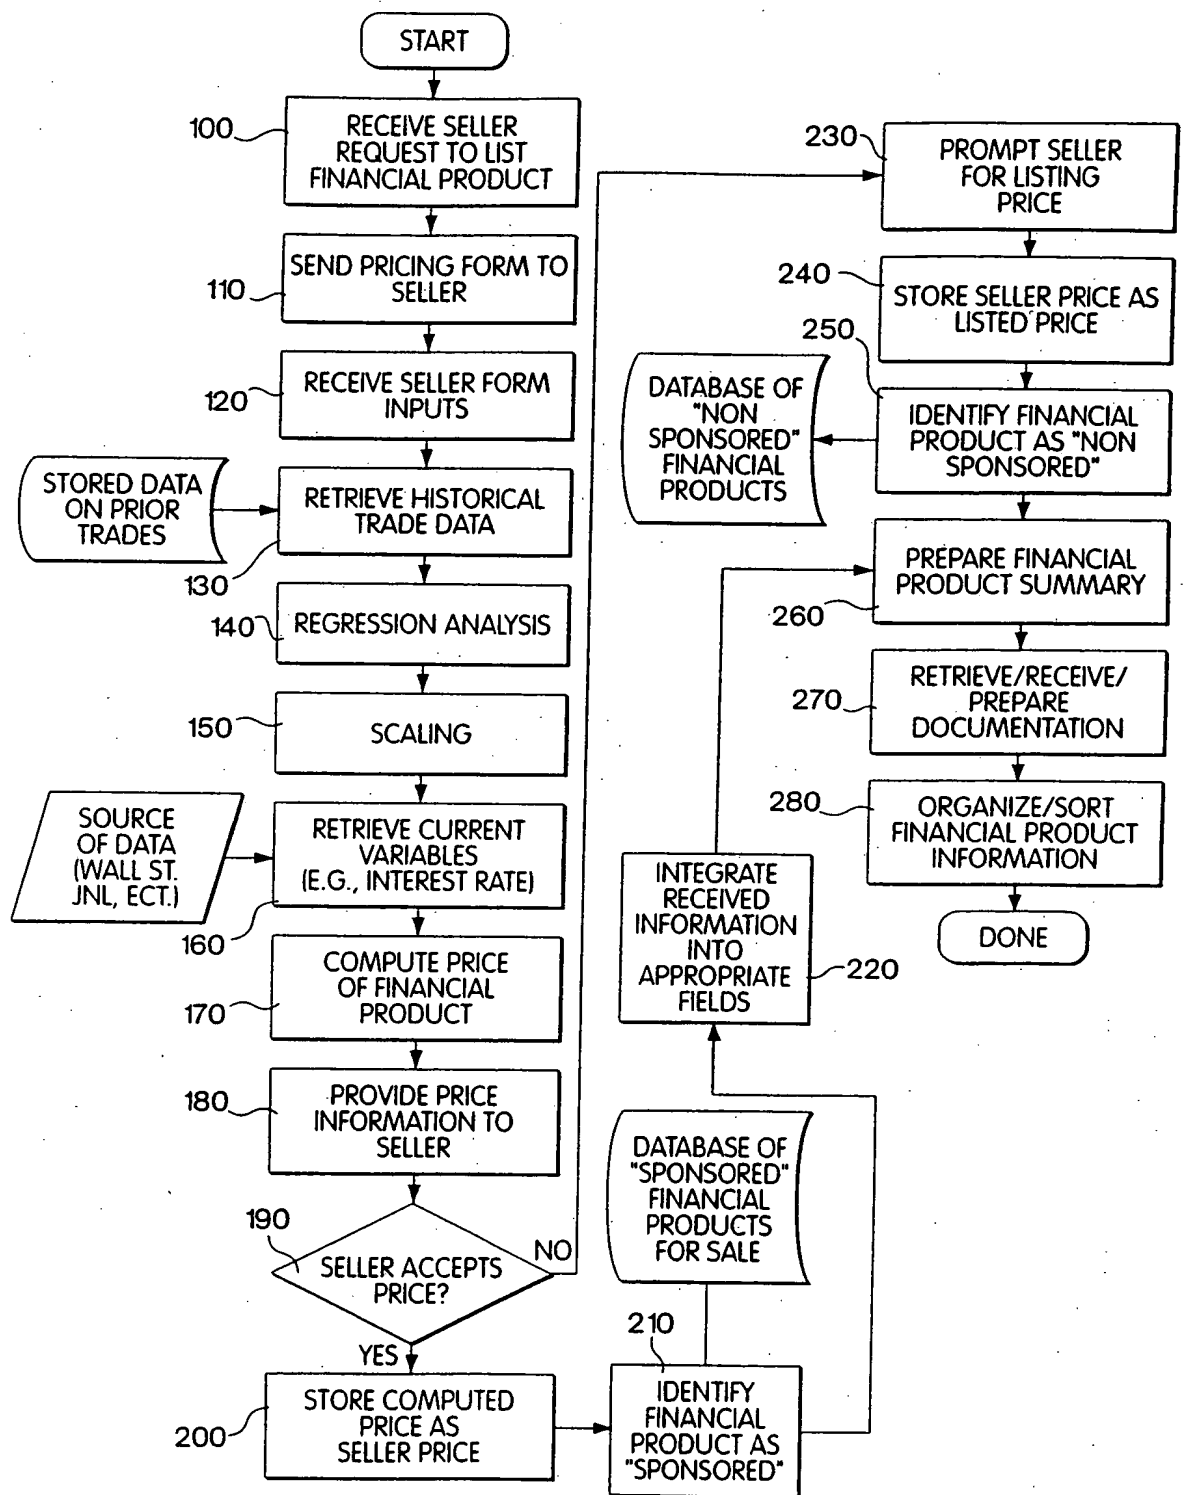 START
100
RECEIVE SELLER
REQUEST TO LIST
FINANCIAL PRODUCT
110
SEND PRICING FORM TO
SELLER
120
RECEIVE SELLER FORM
INPUTS
STORED DATA
ON PRIOR
TRADES
130
RETRIEVE HISTORICAL
TRADE DATA
140
REGRESSION ANALYSIS
150
SCALING
SOURCE
OF DATA
(WALL ST.
JNL, ECT.)
160
RETRIEVE CURRENT
VARIABLES
(E.G., INTEREST RATE)
170
COMPUTE PRICE
OF FINANCIAL
PRODUCT
180
PROVIDE PRICE
INFORMATION TO
SELLER
190
SELLER ACCEPTS
PRICE?
NO
YES
200
STORE COMPUTED
PRICE AS
SELLER PRICE
210
IDENTIFY
FINANCIAL
PRODUCT AS
"SPONSORED"
DATABASE OF
"SPONSORED"
FINANCIAL
PRODUCTS
FOR SALE
INTEGRATE
RECEIVED
INFORMATION
INTO
APPROPRIATE
FIELDS
220
230
PROMPT SELLER
FOR LISTING
PRICE
240
STORE SELLER PRICE AS
LISTED PRICE
250
IDENTIFY FINANCIAL
PRODUCT AS "NON
SPONSORED"
DATABASE OF
"NON
SPONSORED"
FINANCIAL
PRODUCTS
260
PREPARE FINANCIAL
PRODUCT SUMMARY
270
RETRIEVE/RECEIVE/
PREPARE
DOCUMENTATION
280
ORGANIZE/SORT
FINANCIAL PRODUCT
INFORMATION
DONE